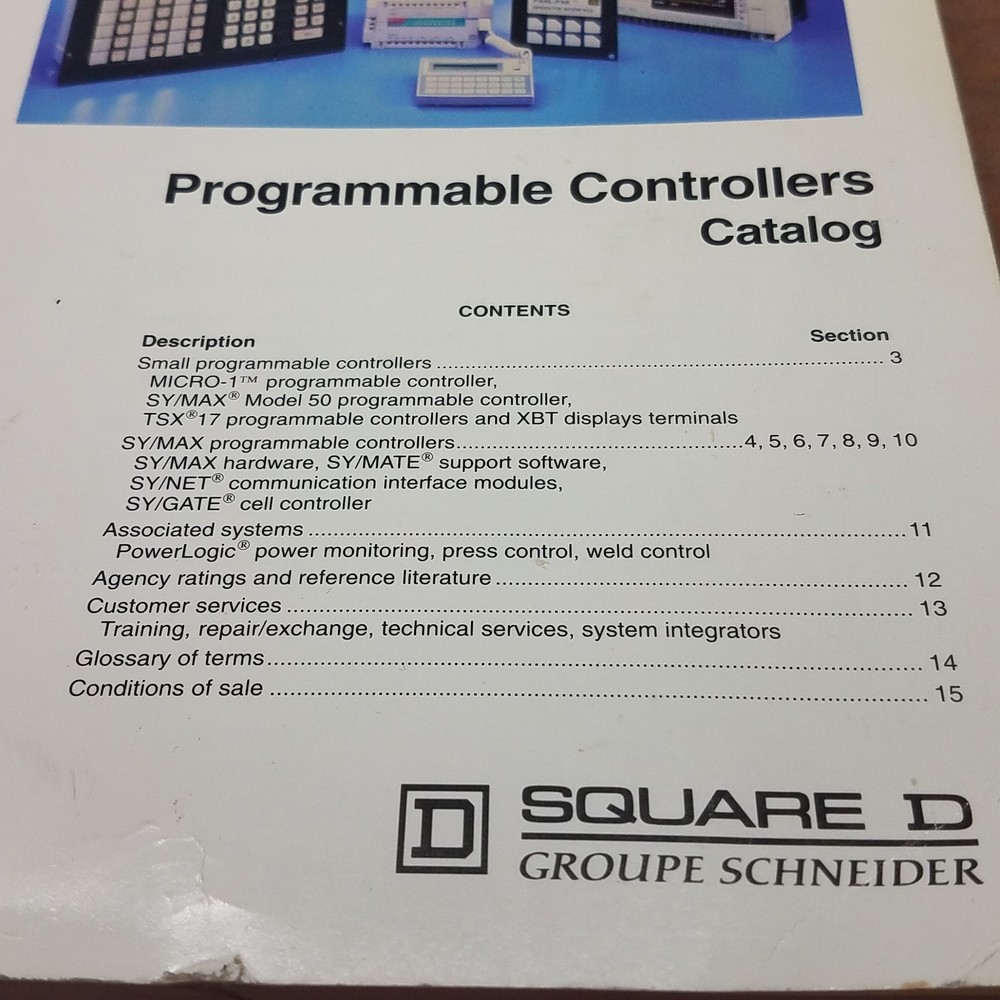 Programmable Controllers
Catalog
CONTENTS
Description Section
Small programmable controllers ........ 3
MICRO-1™ programmable controller,
SY/MAX® Model 50 programmable controller,
TSX®17 programmable controllers and XBT displays terminals
SY/MAX programmable controllers........4, 5, 6, 7, 8, 9, 10
SY/MAX hardware, SY/MATE® support software,
SY/NET® communication interface modules,
SY/GATE® cell controller
Associated systems ........ 11
PowerLogic® power monitoring, press control, weld control
Agency ratings and reference literature ........ 12
Customer services ........ 13
Training, repair/exchange, technical services, system integrators
Glossary of terms........ 14
Conditions of sale ........ 15
D SQUARE D
GROUPE SCHNEIDER